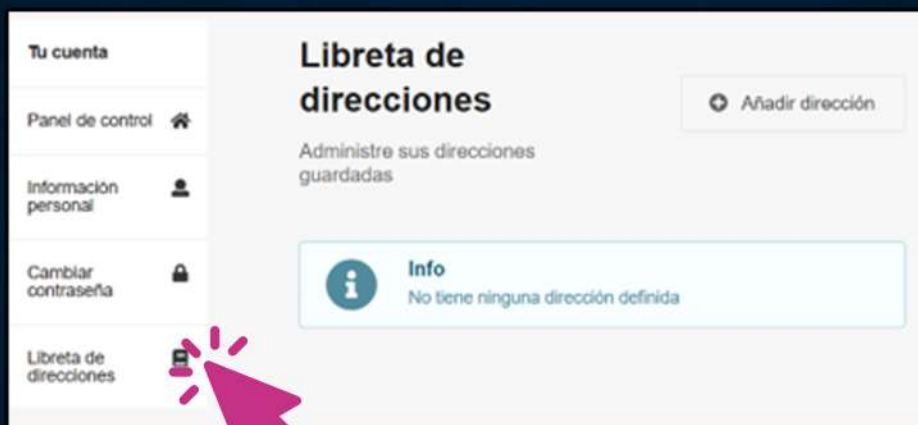 Tu cuenta
Panel de control
Información
personal
Cambiar
contraseña
Libreta de
direcciones
Libreta de
direcciones
Administre sus direcciones
guardadas
Añadir dirección
Info
No tiene ninguna dirección definida